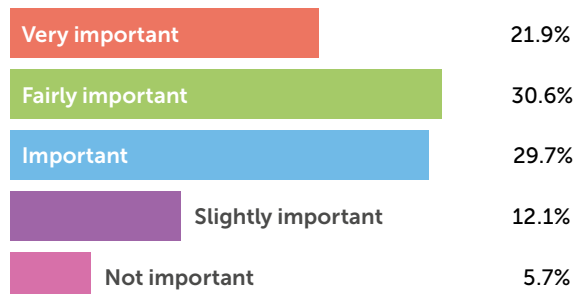 Very important 21.9%
Fairly important 30.6%
Important 29.7%
Slightly important 12.1%
Not important 5.7%